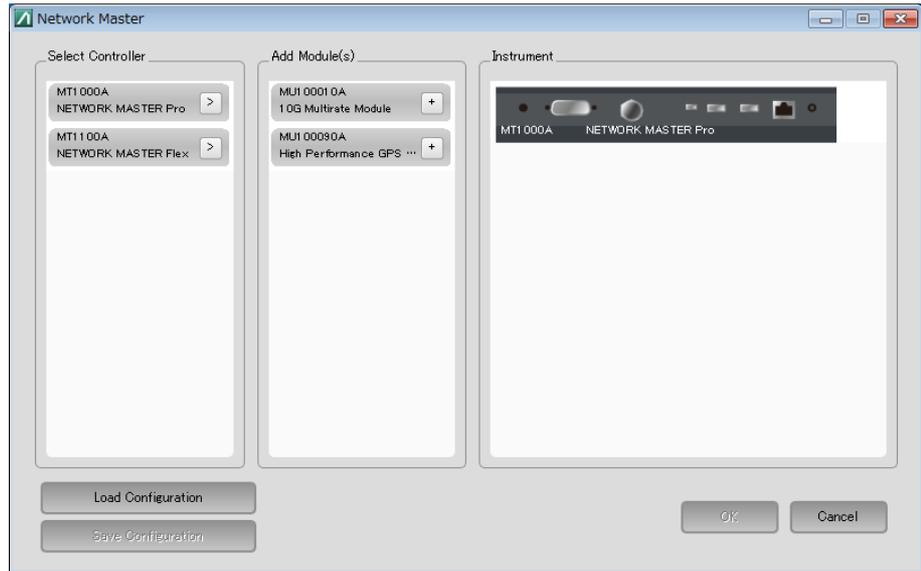 Network Master
Select Controller
MT1000A
NETWORK MASTER Pro
>
MT1100A
NETWORK MASTER Flex
>
Add Module(s)
MU100010A
10G Multirate Module
+
MU100090A
High Performance GPS ...
+
Instrument
MT1000A NETWORK MASTER Pro
Load Configuration
Save Configuration
OK
Cancel